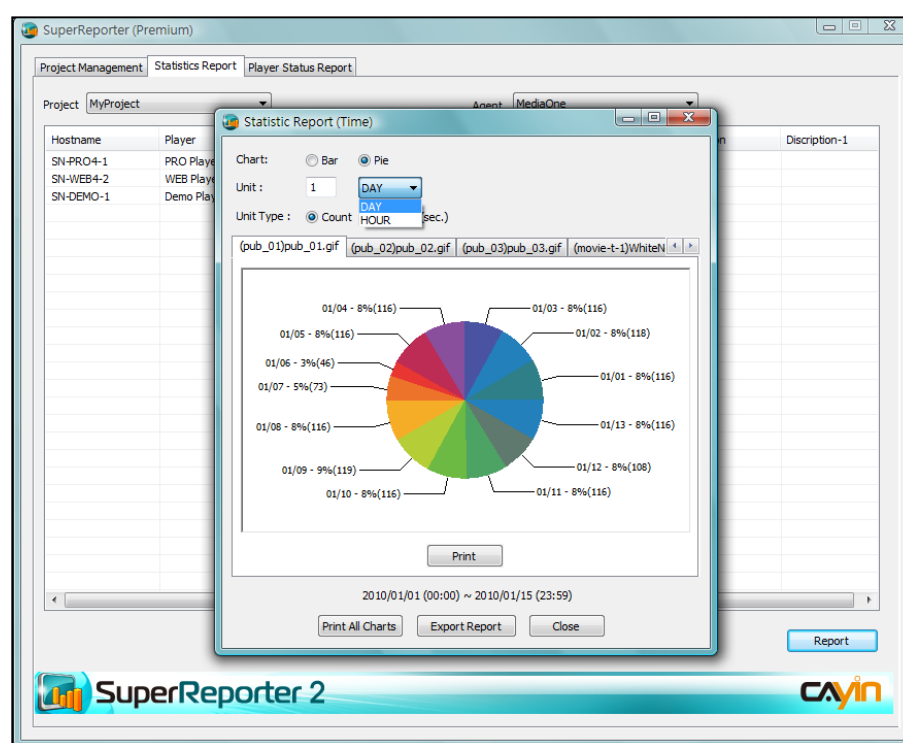 SuperReporter (Premium)
Project Management Statistics Report Player Status Report
Project MyProject
Agent MediaOne
Hostname Player Discription-1
SN-PRO4-1 PRO Playe
SN-WEB4-2 WEB Playe
SN-DEMO-1 Demo Play
Statistic Report (Time)
Chart: Bar Pie
Unit : 1 DAY
DAY
HOUR
Unit Type : Count (sec.)
(pub_01)pub_01.gif (pub_02)pub_02.gif (pub_03)pub_03.gif (movie-t-1)WhiteN
01/04 - 8%(116) 01/03 - 8%(116)
01/05 - 8%(116) 01/02 - 8%(118)
01/06 - 3%(46)
01/07 - 5%(73) 01/01 - 8%(116)
01/08 - 8%(116) 01/13 - 8%(116)
01/09 - 9%(119) 01/12 - 8%(108)
01/10 - 8%(116) 01/11 - 8%(116)
Print
2010/01/01 (00:00) ~ 2010/01/15 (23:59)
Print All Charts Export Report Close
Report
SuperReporter 2
CAYIN